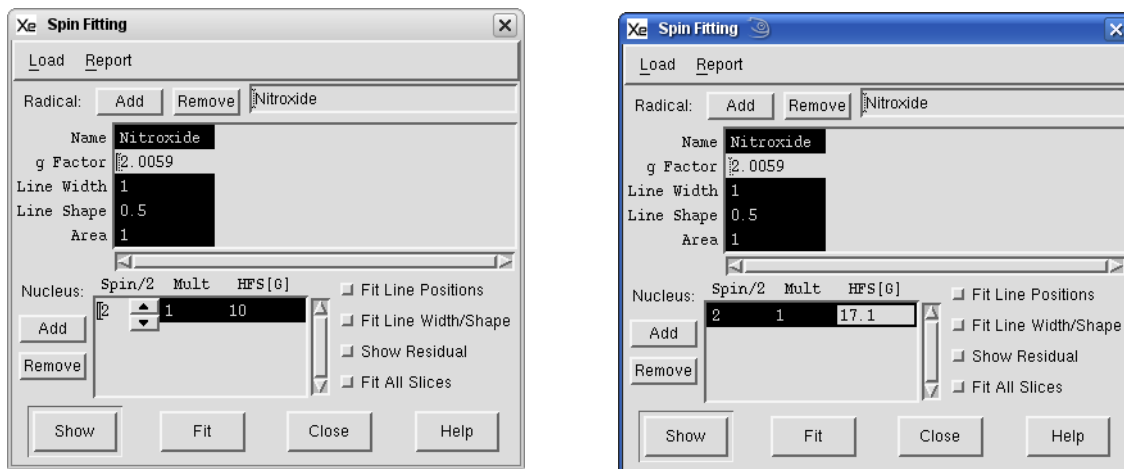 Xe Spin Fitting
Load Report
Radical: Add Remove Nitroxide
Name Nitroxide
g Factor 2.0059
Line Width 1
Line Shape 0.5
Area 1
Nucleus: Spin/2 Mult HFS[G]
2 1 10
Add
Remove
Fit Line Positions
Fit Line Width/Shape
Show Residual
Fit All Slices
Show Fit Close Help
Xe Spin Fitting
Load Report
Radical: Add Remove Nitroxide
Name Nitroxide
g Factor 2.0059
Line Width 1
Line Shape 0.5
Area 1
Nucleus: Spin/2 Mult HFS[G]
2 1 17.1
Add
Remove
Fit Line Positions
Fit Line Width/Shape
Show Residual
Fit All Slices
Show Fit Close Help